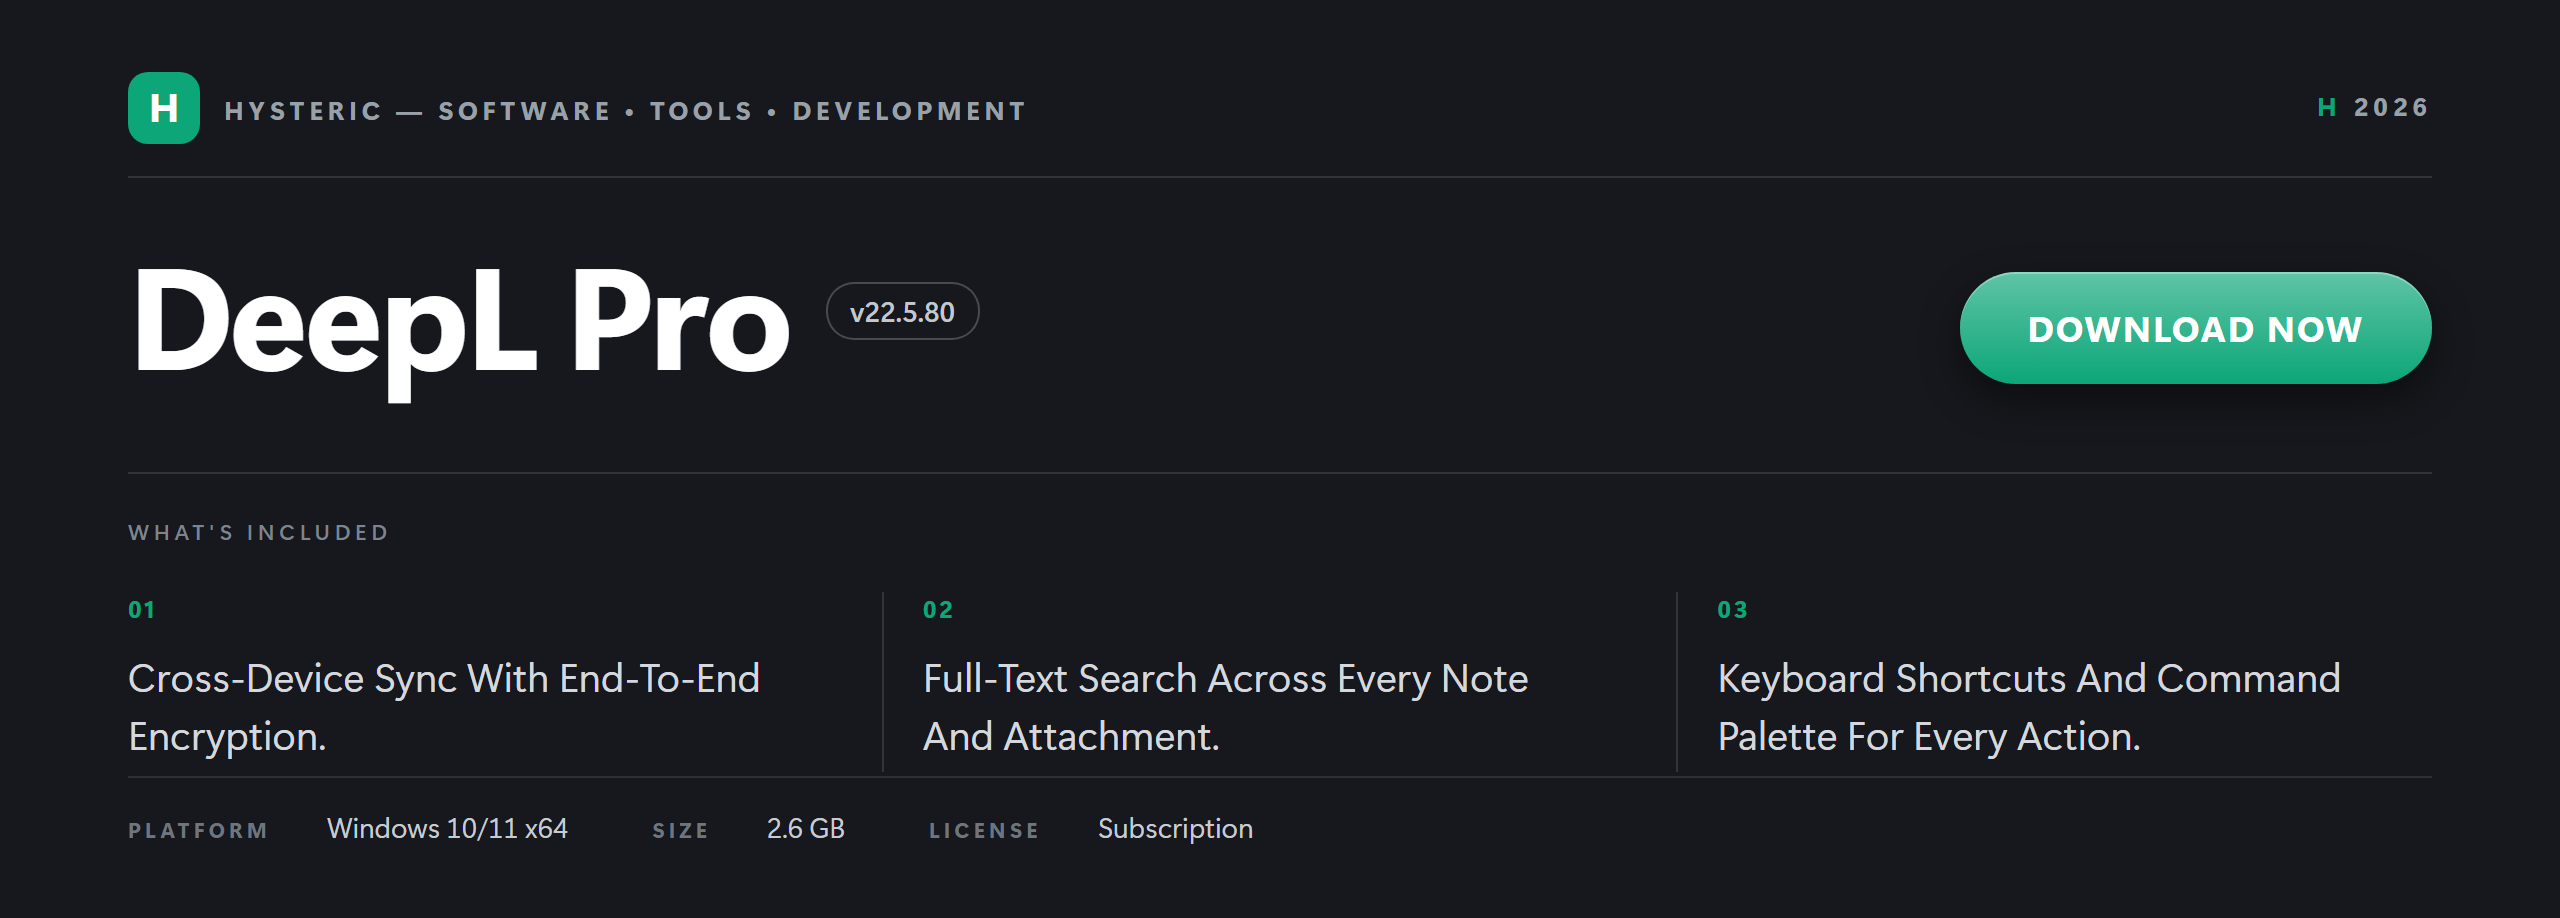 H HYSTERIC — SOFTWARE • TOOLS • DEVELOPMENT
H 2026
DeepL Pro v22.5.80
DOWNLOAD NOW
WHAT'S INCLUDED
01
Cross-Device Sync With End-To-End
Encryption.
02
Full-Text Search Across Every Note
And Attachment.
03
Keyboard Shortcuts And Command
Palette For Every Action.
PLATFORM Windows 10/11 x64 SIZE 2.6 GB LICENSE Subscription